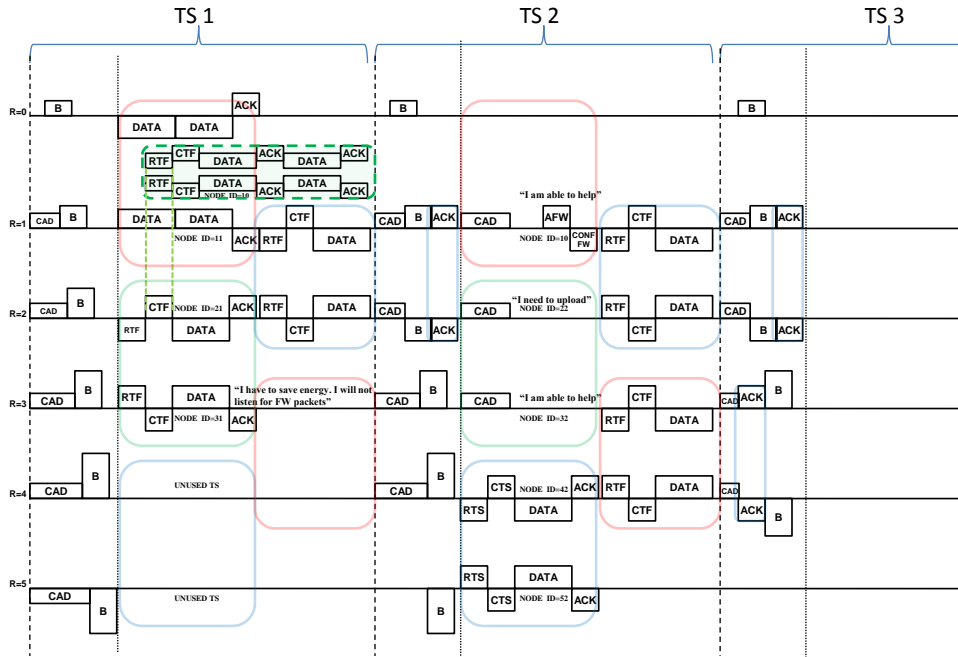 TS 1 TS 2 TS 3
B B B
ACK
R=0
DATA DATA
RTF CTF DATA ACK DATA ACK
RTF CTF DATA ACK DATA ACK
NODE ID=10
"I am able to help"
CAD B DATA DATA CTF CAD B ACK CAD AFW CTF CAD B ACK
R=1
NODE ID=11 ACK RTF DATA NODE ID=10 CONF FW RTF DATA
"I need to upload"
CAD B CTF NODE ID=21 ACK RTF DATA CAD CAD NODE ID=22 RTF DATA CAD
R=2
RTF DATA CTF B ACK CTF B ACK
"I have to save energy. I will not
listen for FW packets"
"I am able to help"
CAD B RTF DATA CAD B CAD CTF CAD ACK B
R=3
CTF NODE ID=31 ACK NODE ID=32 RTF DATA
CAD B UNUSED TS CAD B CTS NODE ID=42 ACK RTF DATA CAD
R=4
RTS DATA CTF ACK B
RTS DATA
R=5
CAD B UNUSED TS B CTS NODE ID=52 ACK